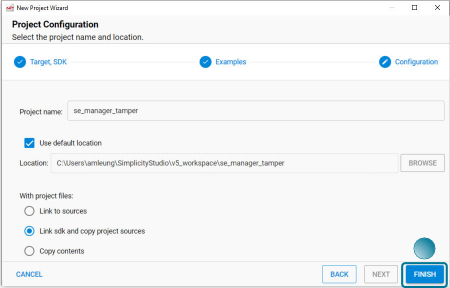 New Project Wizard
Project Configuration
Select the project name and location.
Target, SDK
Examples
Configuration
Project name:
se_manager_tamper
Use default location
Location:
C:\Users\amleung\SimplicityStudio\v5_workspace\se_manager_tamper
BROWSE
With project files:
Link to sources
Link sdk and copy project sources
Copy contents
CANCEL
BACK
NEXT
FINISH